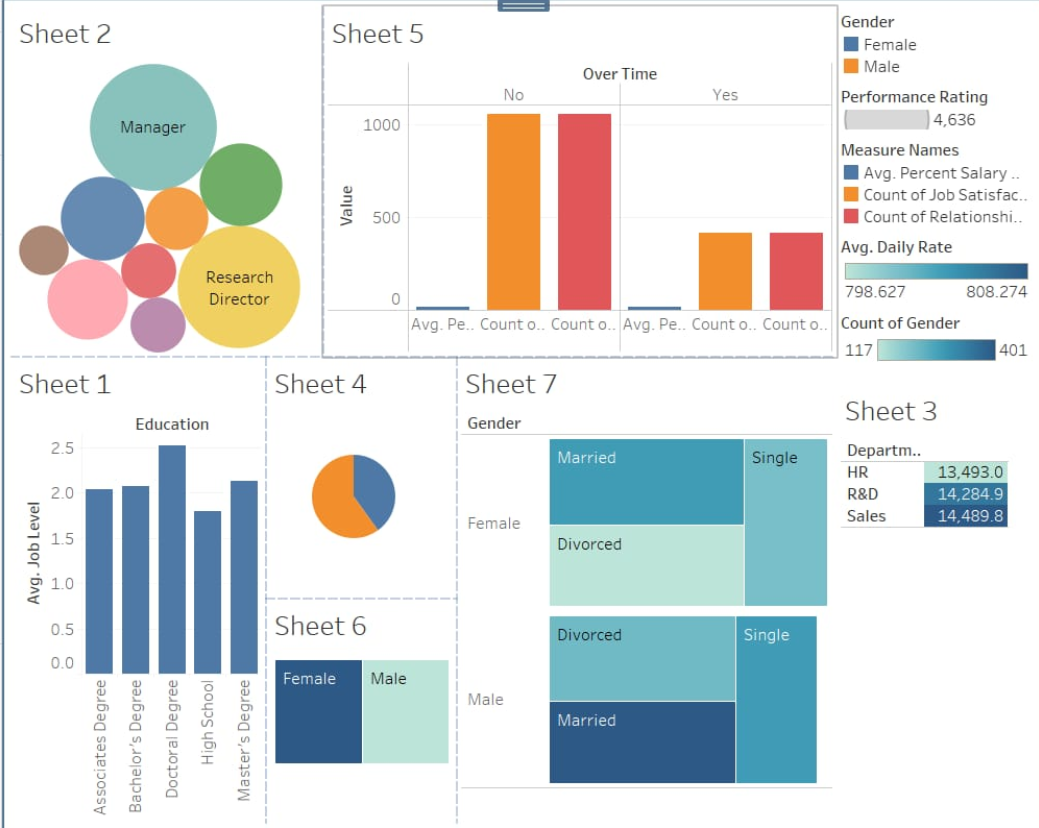 Sheet 2
Manager
Research
Director
Sheet 5
Over Time
No
Yes
Value
1000
500
0
Avg. Pe..
Count o..
Count o..
Avg. Pe..
Count o..
Count o..
Gender
Female
Male
Performance Rating
4,636
Measure Names
Avg. Percent Salary ..
Count of Job Satisfac..
Count of Relationshi..
Avg. Daily Rate
798.627
808.274
Count of Gender
117
401
Sheet 1
Education
Avg. Job Level
2.5
2.0
1.5
1.0
0.5
0.0
Associates Degree
Bachelor's Degree
Doctoral Degree
High School
Master's Degree
Sheet 4
Sheet 6
Female
Male
Sheet 7
Gender
Female
Married
Single
Divorced
Male
Divorced
Single
Married
Sheet 3
Departm..
HR 13,493.0
R&D 14,284.9
Sales 14,489.8